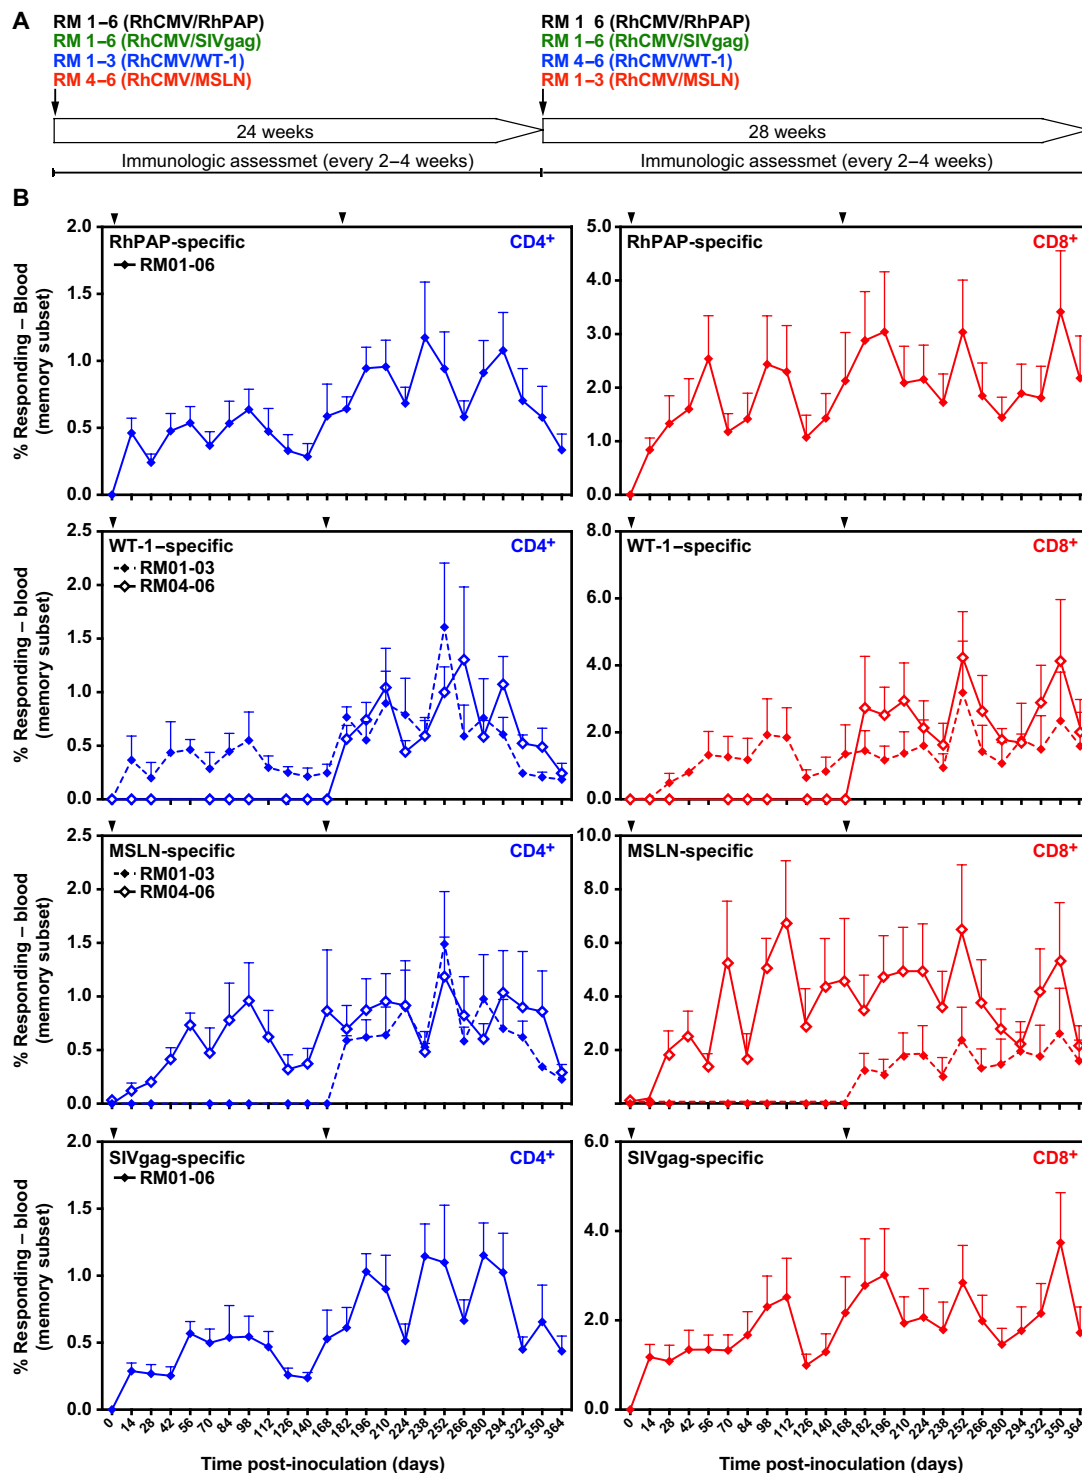 A
RM 1–6 (RhCMV/RhPAP)
RM 1–6 (RhCMV/SIVgag)
RM 1–3 (RhCMV/WT-1)
RM 4–6 (RhCMV/MSLN)
RM 1 6 (RhCMV/RhPAP)
RM 1–6 (RhCMV/SIVgag)
RM 4–6 (RhCMV/WT-1)
RM 1–3 (RhCMV/MSLN)
24 weeks
28 weeks
Immunologic assessmet (every 2–4 weeks)
Immunologic assessmet (every 2–4 weeks)
B
% Responding – Blood
(memory subset)
2.0
1.5
1.0
0.5
0.0
RhPAP-specific
CD4+
RM01-06
5.0
4.0
3.0
2.0
1.0
0.0
RhPAP-specific
CD8+
% Responding – blood
(memory subset)
2.5
2.0
1.5
1.0
0.5
0.0
WT-1–specific
CD4+
RM01-03
RM04-06
8.0
6.0
4.0
2.0
0.0
WT-1–specific
CD8+
% Responding – blood
(memory subset)
2.5
2.0
1.5
1.0
0.5
0.0
MSLN-specific
CD4+
RM01-03
RM04-06
10.0
8.0
6.0
4.0
2.0
MSLN-specific
CD8+
% Responding – blood
(memory subset)
2.0
1.5
1.0
0.5
0.0
SIVgag-specific
CD4+
RM01-06
6.0
4.0
2.0
0.0
SIVgag-specific
CD8+
0 14 28 42 56 70 84 98 112 126 140 168 182 196 210 224 238 252 266 280 294 322 350 364
0 14 28 42 56 70 84 98 112 126 140 168 182 196 210 224 238 252 266 280 294 322 350 364
Time post-inoculation (days)
Time post-inoculation (days)